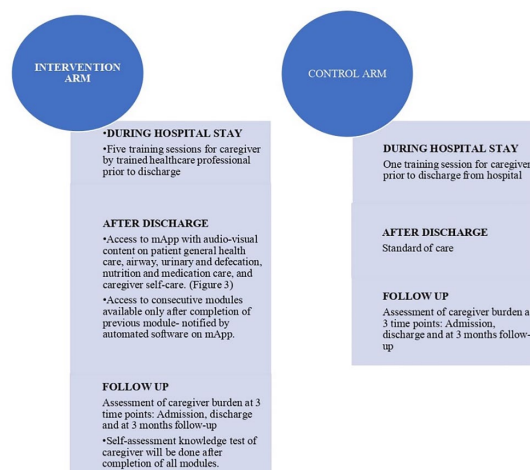 INTERVENTION
ARM
•DURING HOSPITAL STAY
•Five training sessions for caregiver
by trained healthcare professional
prior to discharge
AFTER DISCHARGE
•Access to mApp with audio-visual
content on patient general health
care, airway, urinary and defecation,
nutrition and medication care, and
caregiver self-care. (Figure 3)
•Access to consecutive modules
available only after completion of
previous module- notified by
automated software on mApp.
FOLLOW UP
Assessment of caregiver burden at 3
time points: Admission, discharge
and at 3 months follow-up
•Self-assessment knowledge test of
caregiver will be done after
completion of all modules.
CONTROL ARM
DURING HOSPITAL STAY
One training session for caregiver
prior to discharge from hospital
AFTER DISCHARGE
Standard of care
FOLLOW UP
Assessment of caregiver burden a
3 time points: Admission,
discharge and at 3 months follow-
up